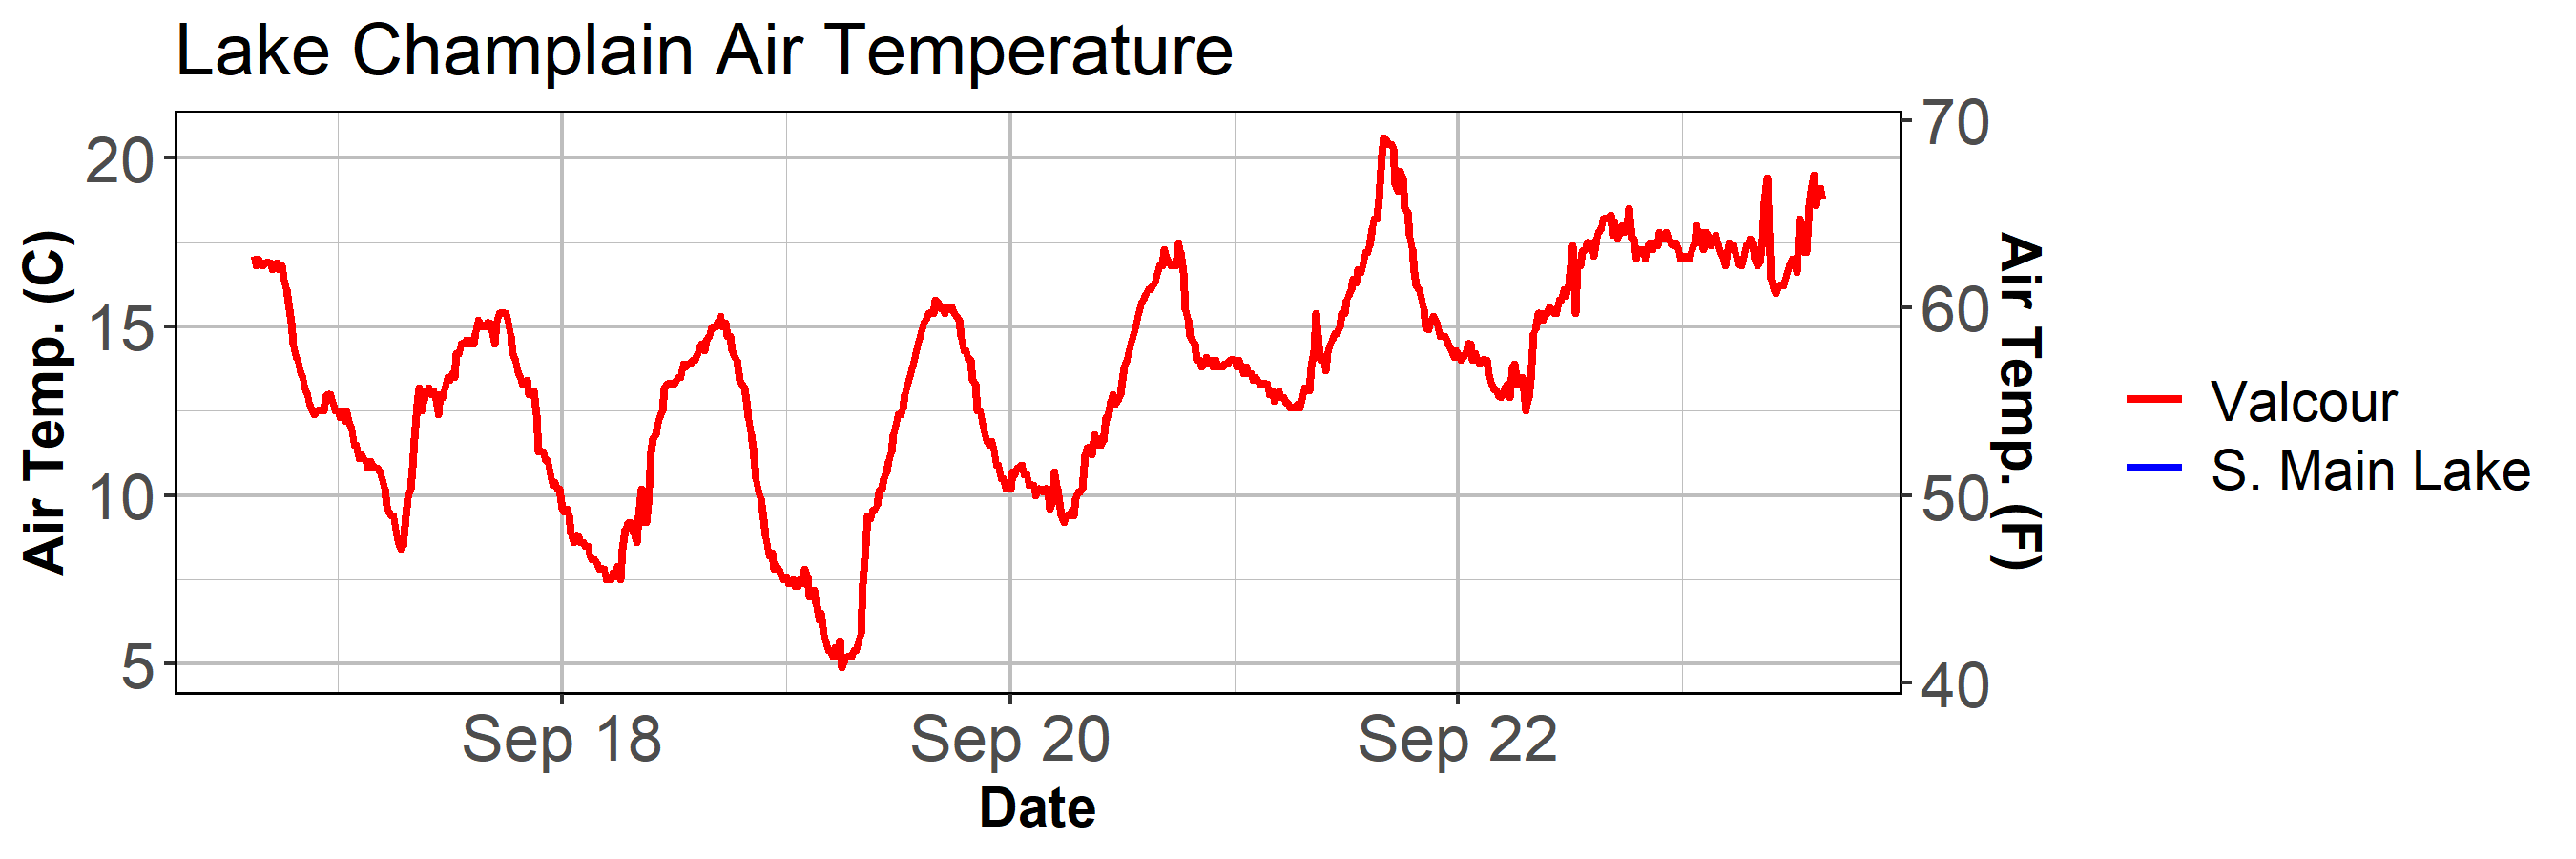 Lake Champlain Air Temperature
Air Temp. (C)
20
15
10
5
70
60
50
40
Air Temp. (F)
Sep 18
Sep 20
Sep 22
Date
Valcour
S. Main Lake